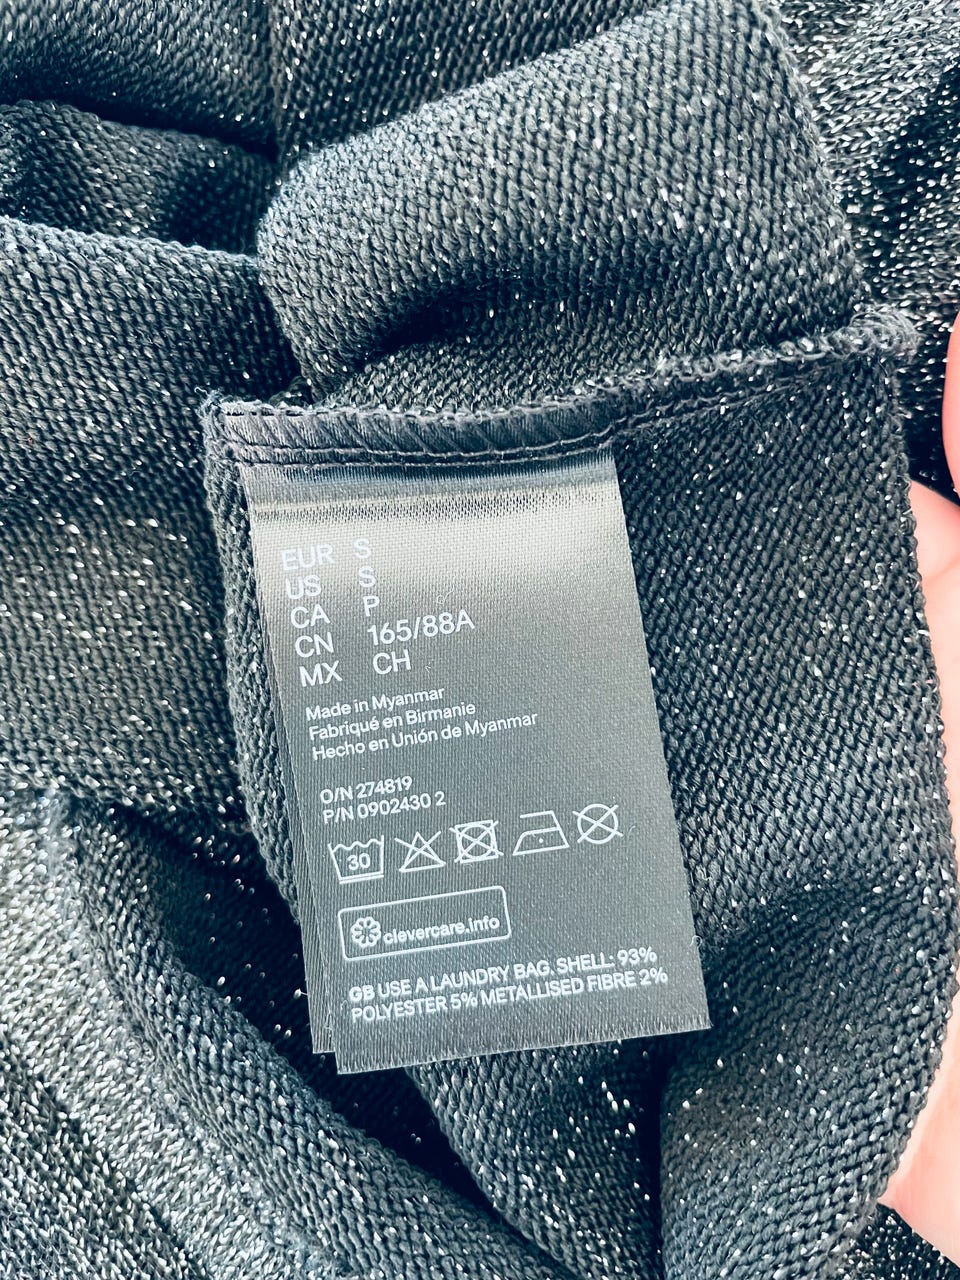 EUR S
US S
CA P
CN 165/88A
MX CH
Made in Myanmar
Fabriqué en Birmanie
Hecho en Unión de Myanmar
O/N 274819
P/N 0902430 2
30
clevercare.info
GB USE A LAUNDRY BAG. SHELL: 93%
POLYESTER 5% METALLISED FIBRE 2%